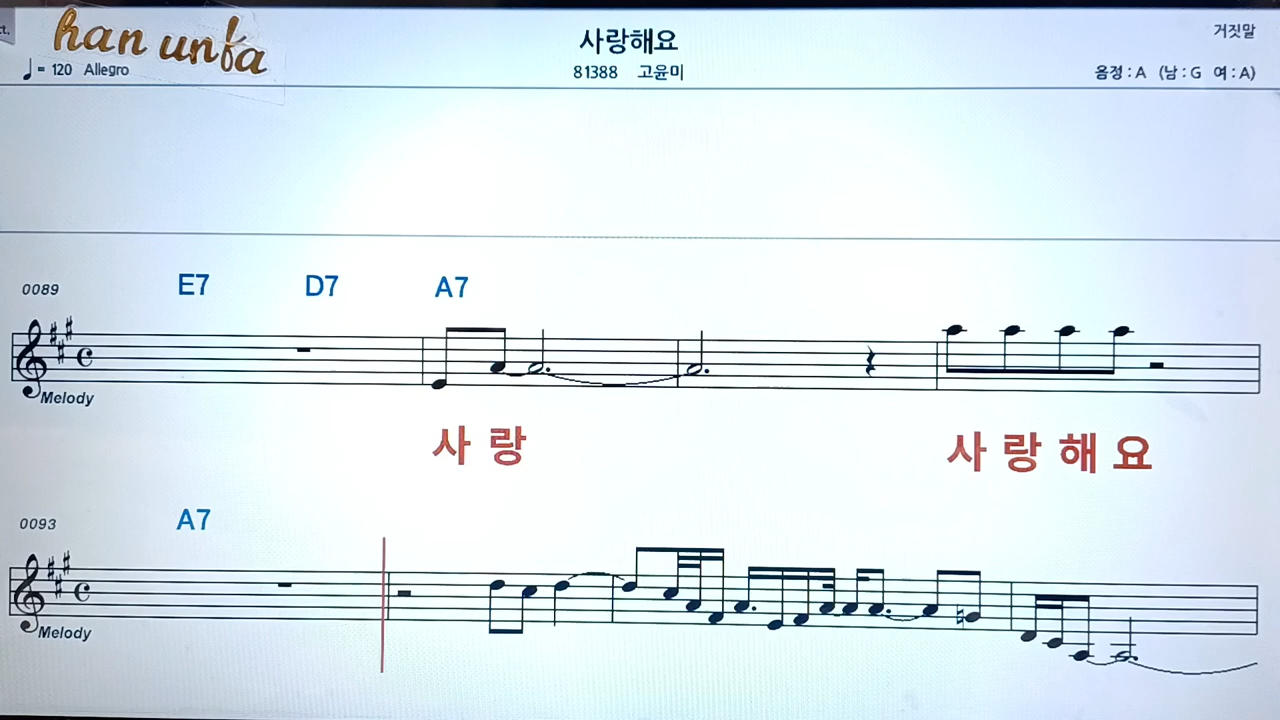 han unfa
사랑해요
거짓말
♩= 120 Allegro
81388 고윤미
음정 : A (남 : G 여 : A)
0089 E7 D7 A7
Melody
사 랑 사 랑 해 요
0093 A7
Melody